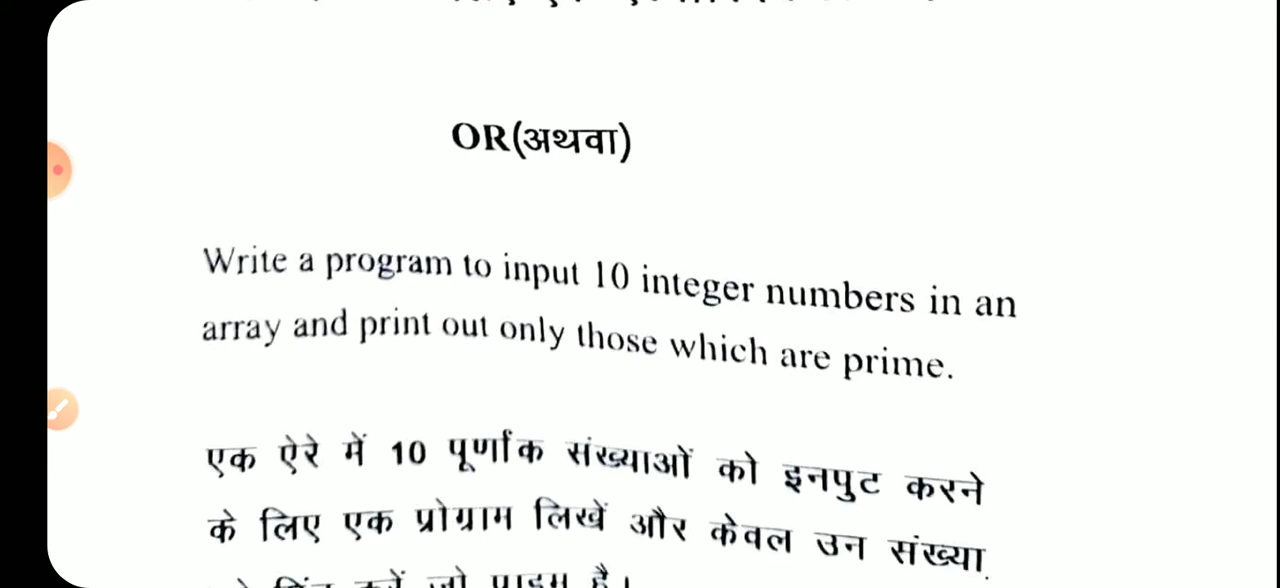 OR(अथवा)
Write a program to input 10 integer numbers in an
array and print out only those which are prime.
एक ऐरे में 10 पूर्णांक संख्याओं को इनपुट करने
के लिए एक प्रोग्राम लिखें और केवल उन संख्या
जो प्राइम है।